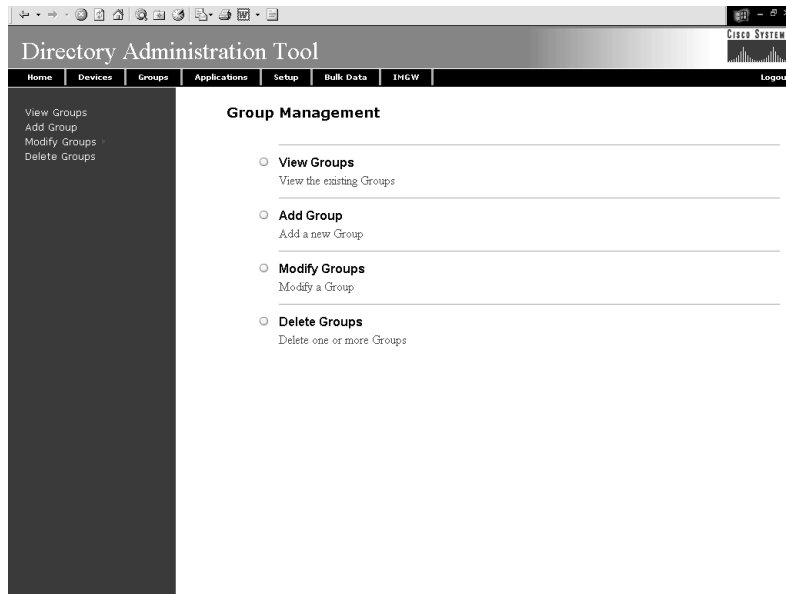 CISCO SYSTEM
Directory Administration Tool
Home Devices Groups Applications Setup Bulk Data IMGW Logou
View Groups
Add Group
Modify Groups
Delete Groups
Group Management
View Groups
View the existing Groups
Add Group
Add a new Group
Modify Groups
Modify a Group
Delete Groups
Delete one or more Groups